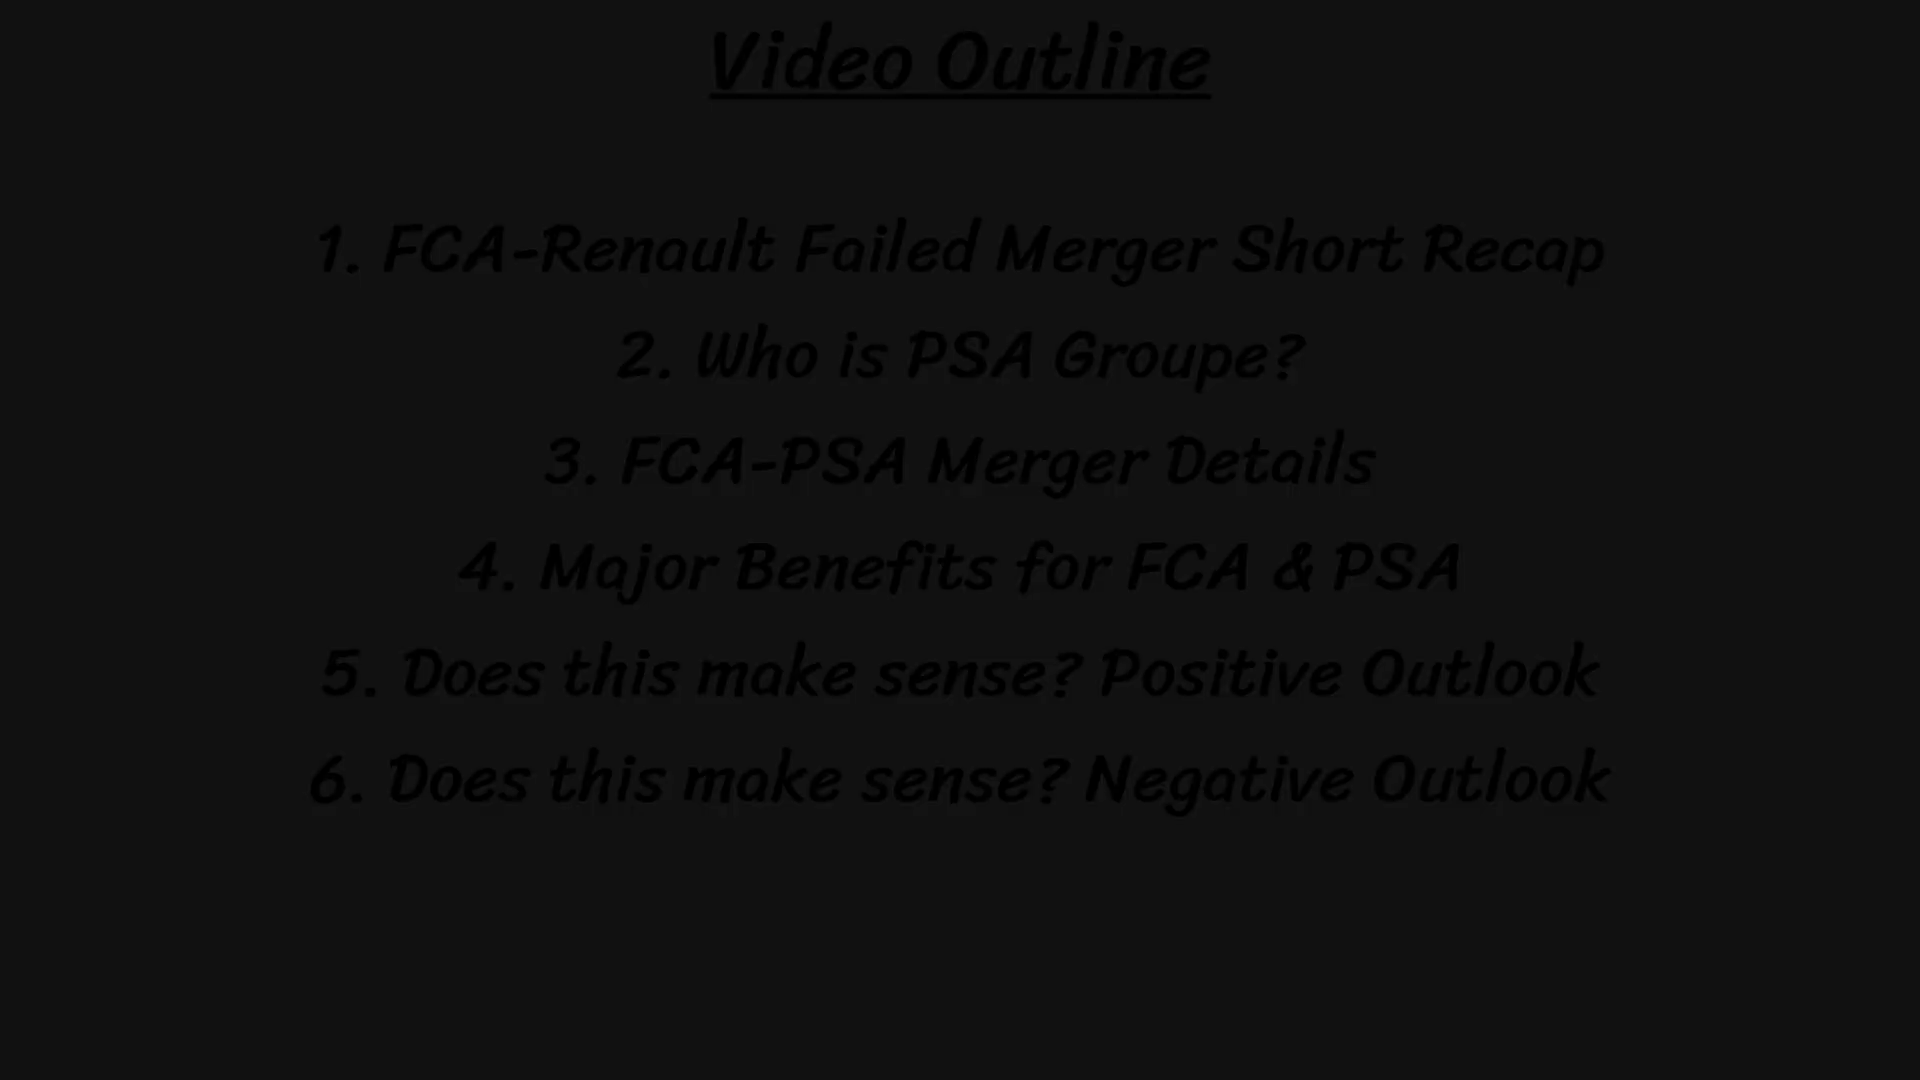 Video Outline
1. FCA-Renault Failed Merger Short Recap
2. Who is PSA Groupe?
3. FCA-PSA Merger Details
4. Major Benefits for FCA & PSA
5. Does this make sense? Positive Outlook
6. Does this make sense? Negative Outlook